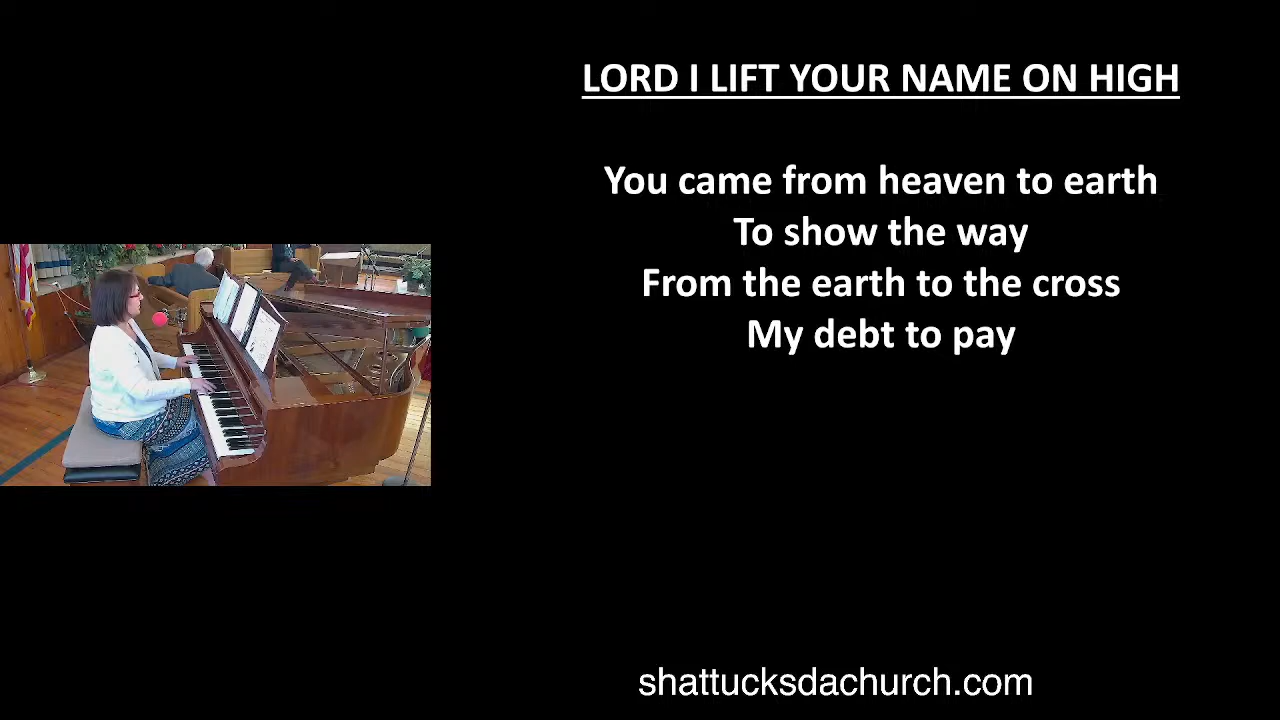 LORD I LIFT YOUR NAME ON HIGH
You came from heaven to earth
To show the way
From the earth to the cross
My debt to pay
shattucksdachurch.com